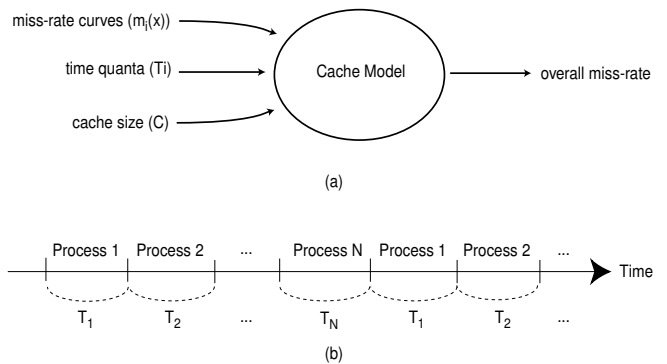 miss-rate curves (mi(x))
time quanta (Ti)
cache size (C)
Cache Model
overall miss-rate
(a)
Process 1 Process 2 ... Process N Process 1 Process 2 ...
Time
T1 T2 ... TN T1 T2 ...
(b)